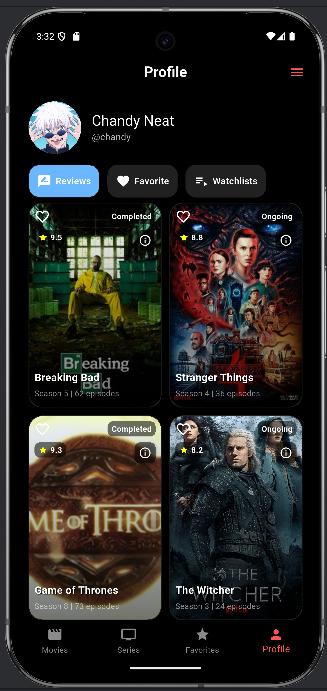 3:32
Profile
Chandy Neat
@chandy
Reviews
Favorite
Watchlists
Completed
9.5
Breaking
Bad
Breaking Bad
Season 5 | 62 episodes
Ongoing
8.8
Stranger Things
Season 4 | 36 episodes
Completed
9.3
ME OF THRON
Game of Thrones
Season 8 | 73 episodes
Ongoing
8.2
THE
WITCHER
The Witcher
Season 3 | 24 episodes
Movies
Series
Favorites
Profile